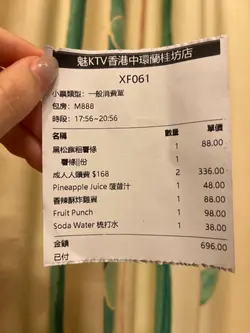 魅KTV香港中環蘭桂坊店
XF061
小票類型：一般消費單
包房：M888
時段：17:56~20:56
名稱 數量 單價
黑松露粗薯條 1 88.00
薯條||份 1
成人人頭費 $168 2 336.00
Pineapple Juice 菠蘿汁 1 48.00
香辣酥炸雞翼 1 88.00
Fruit Punch 1 98.00
Soda Water 梳打水 1 38.00
金額 696.00
已付